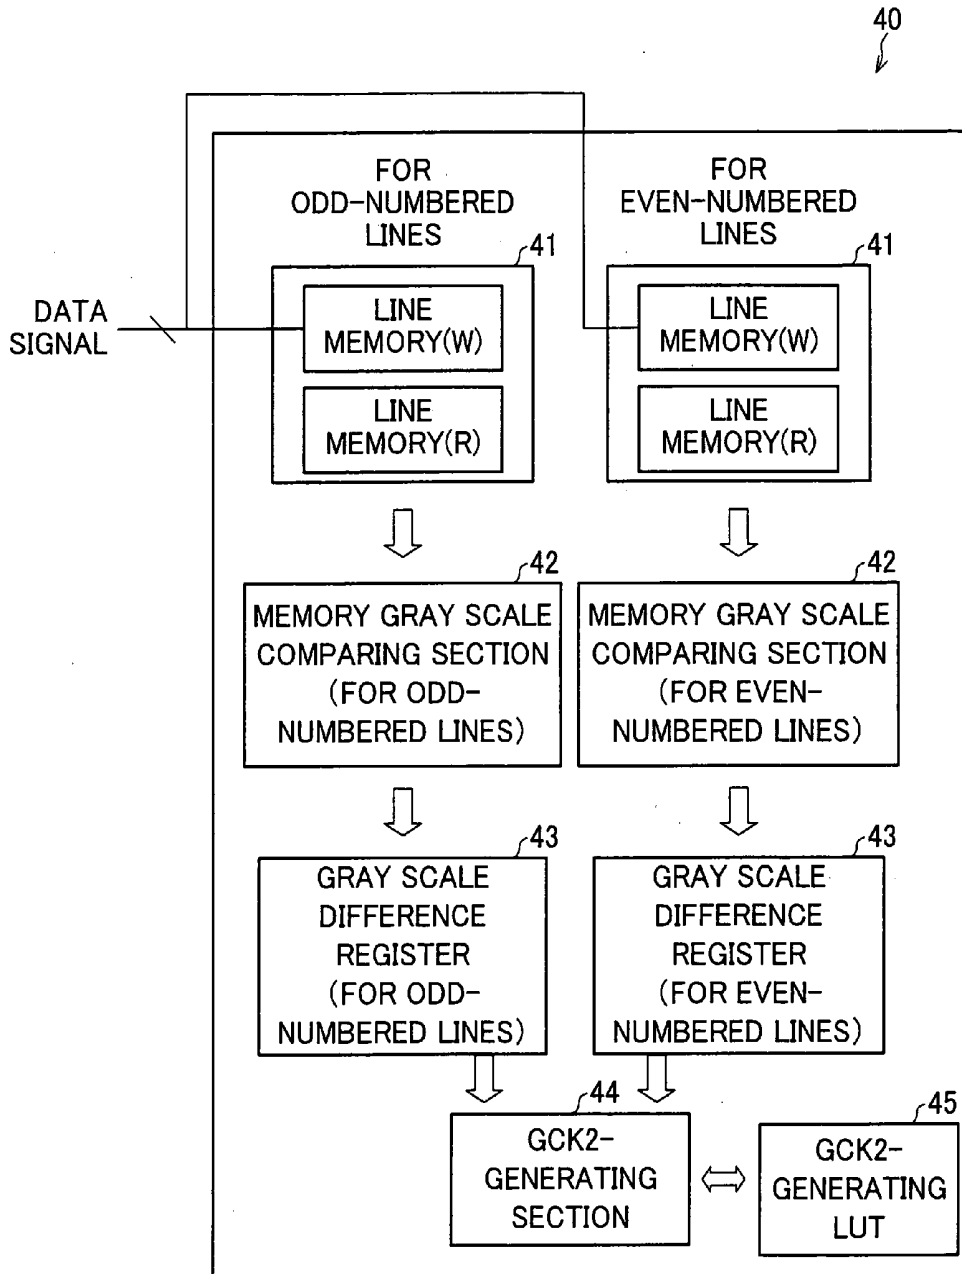 40
FOR
ODD-NUMBERED
LINES
FOR
EVEN-NUMBERED
LINES
41
41
DATA
SIGNAL
LINE
MEMORY(W)
LINE
MEMORY(R)
LINE
MEMORY(W)
LINE
MEMORY(R)
42
42
MEMORY GRAY SCALE
COMPARING SECTION
(FOR ODD-
NUMBERED LINES)
MEMORY GRAY SCALE
COMPARING SECTION
(FOR EVEN-
NUMBERED LINES)
43
43
GRAY SCALE
DIFFERENCE
REGISTER
(FOR ODD-
NUMBERED LINES)
GRAY SCALE
DIFFERENCE
REGISTER
(FOR EVEN-
NUMBERED LINES)
44
45
GCK2-
GENERATING
SECTION
GCK2-
GENERATING
LUT